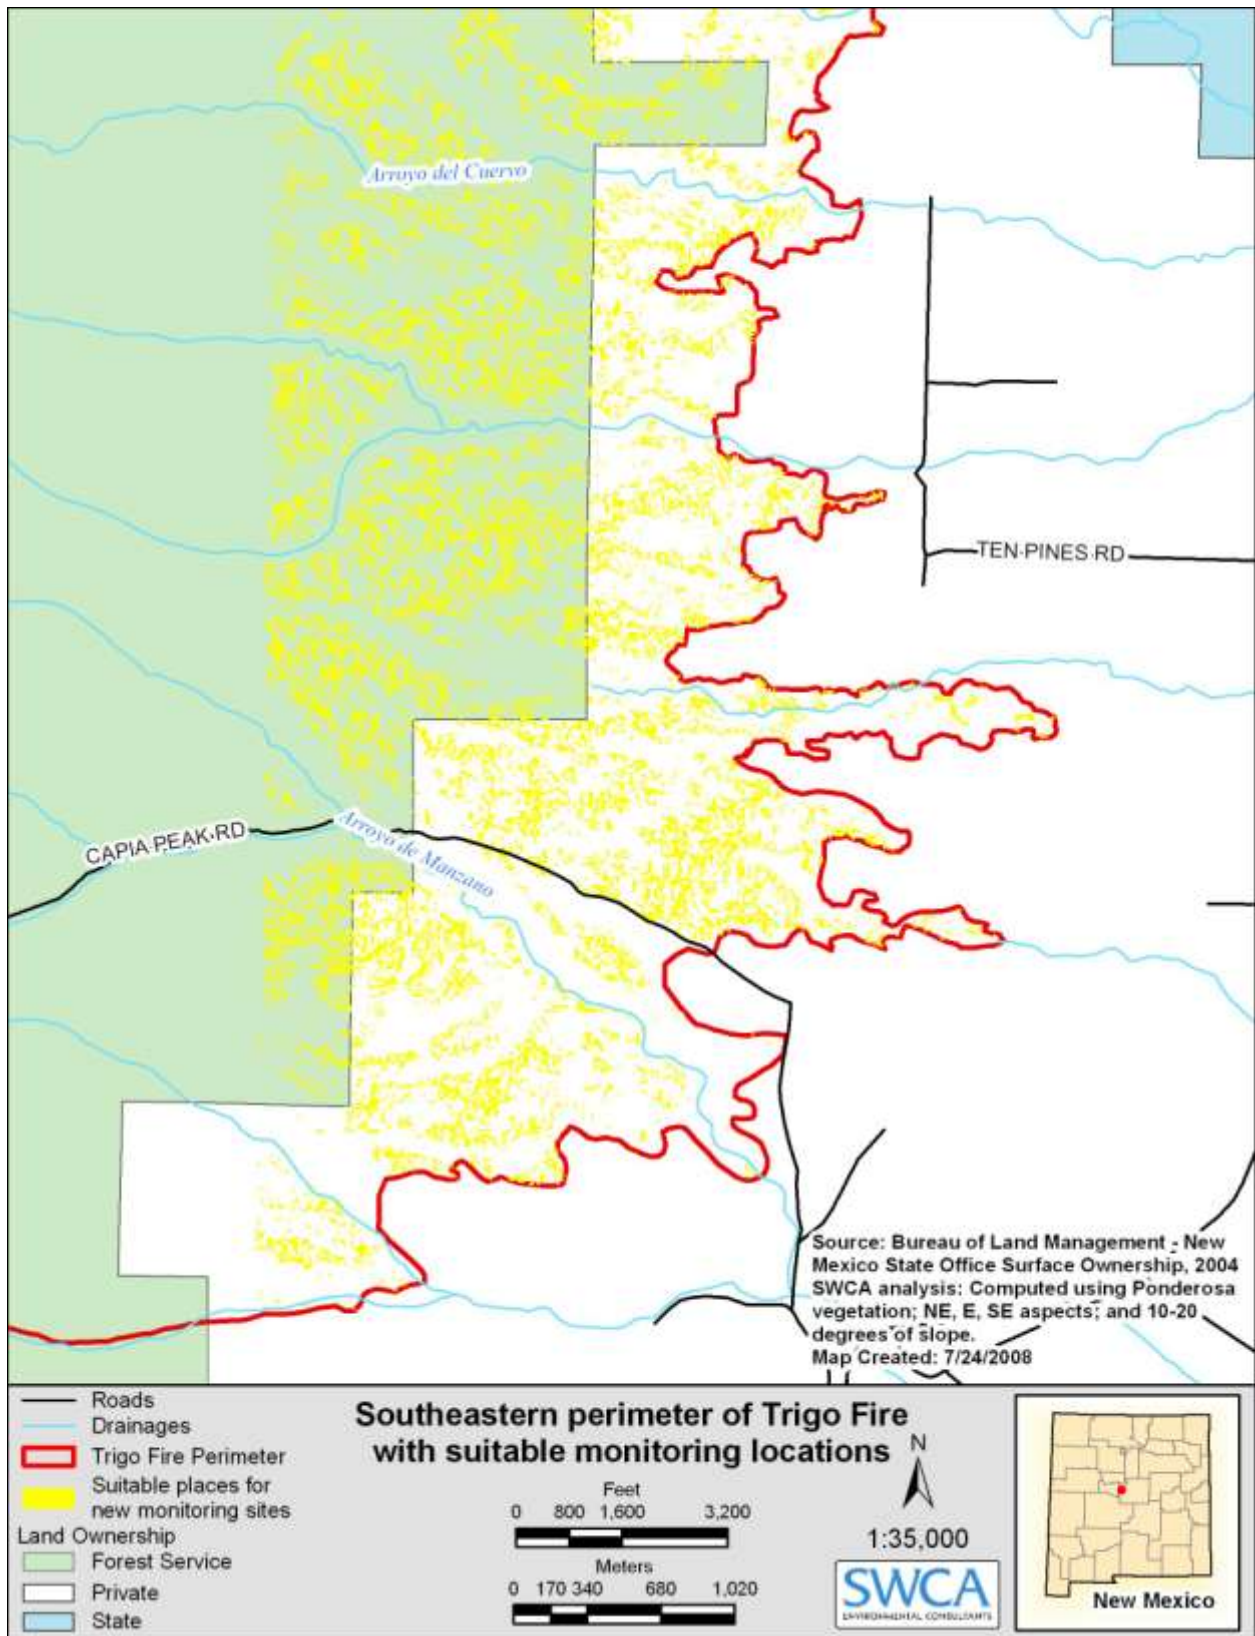 Arroyo del Cuervo
TEN PINES RD
CAPIA PEAK RD
Arroyo de Manzano
Source: Bureau of Land Management - New
Mexico State Office Surface Ownership, 2004
SWCA analysis: Computed using Ponderosa
vegetation; NE, E, SE aspects; and 10-20
degrees of slope.
Map Created: 7/24/2008
Roads
Drainages
Trigo Fire Perimeter
Suitable places for
new monitoring sites
Land Ownership
Forest Service
Private
State
Southeastern perimeter of Trigo Fire
with suitable monitoring locations
Feet
0 800 1,600 3,200
Meters
0 170 340 680 1,020
N
1:35,000
SWCA
ENVIRONMENTAL CONSULTANTS
New Mexico